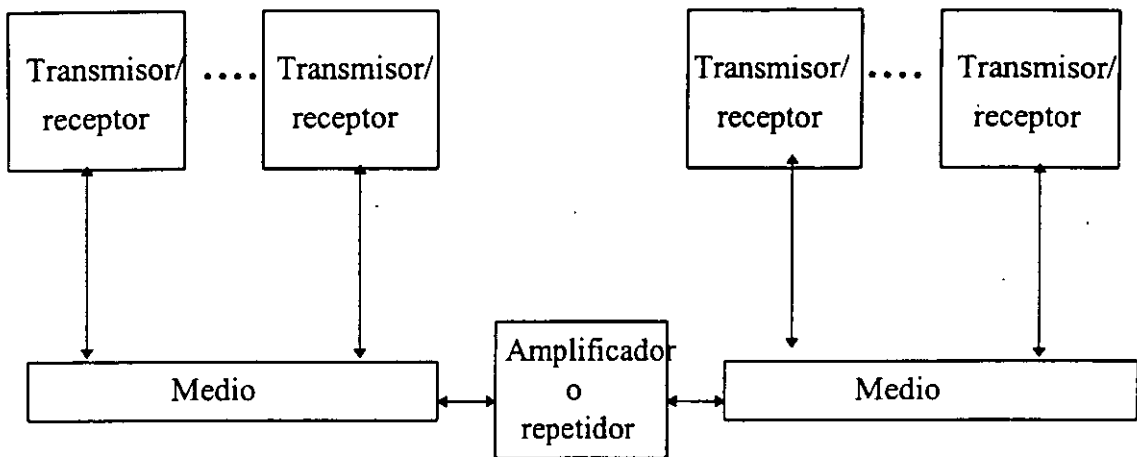 Transmisor/
receptor
....
Transmisor/
receptor
Transmisor/
receptor
....
Transmisor/
receptor
Medio
Amplificador
o
repetidor
Medio